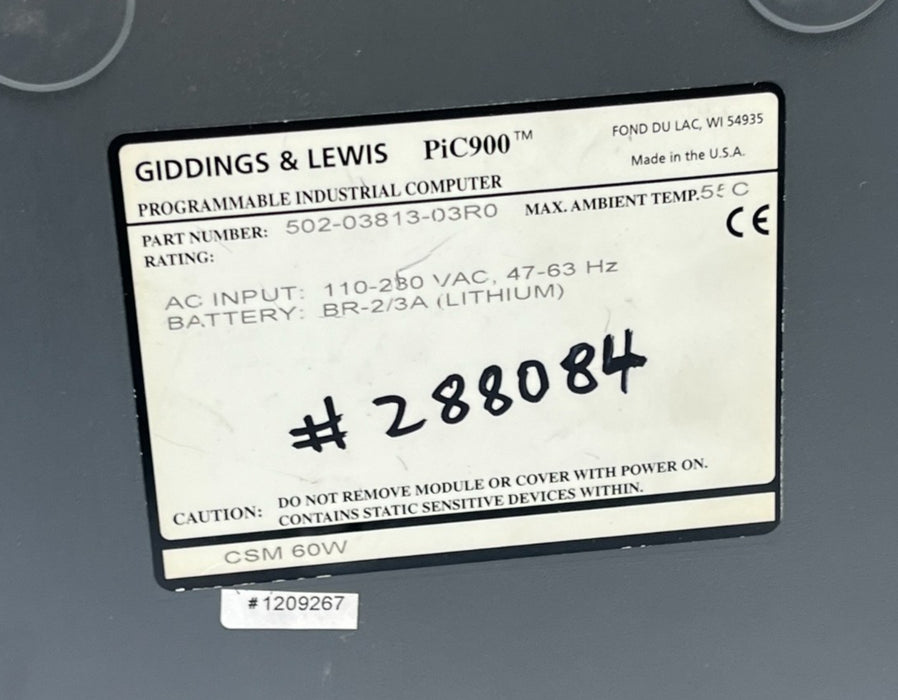 GIDDINGS & LEWIS PiC900™ FOND DU LAC, WI 54935
Made in the U.S.A.
PROGRAMMABLE INDUSTRIAL COMPUTER
PART NUMBER: 502-03813-03R0 MAX. AMBIENT TEMP. 55 C
RATING: CE
AC INPUT: 110-230 VAC, 47-63 Hz
BATTERY: BR-2/3A (LITHIUM)
#288084
CAUTION: DO NOT REMOVE MODULE OR COVER WITH POWER ON.
CONTAINS STATIC SENSITIVE DEVICES WITHIN.
CSM 60W
#1209267